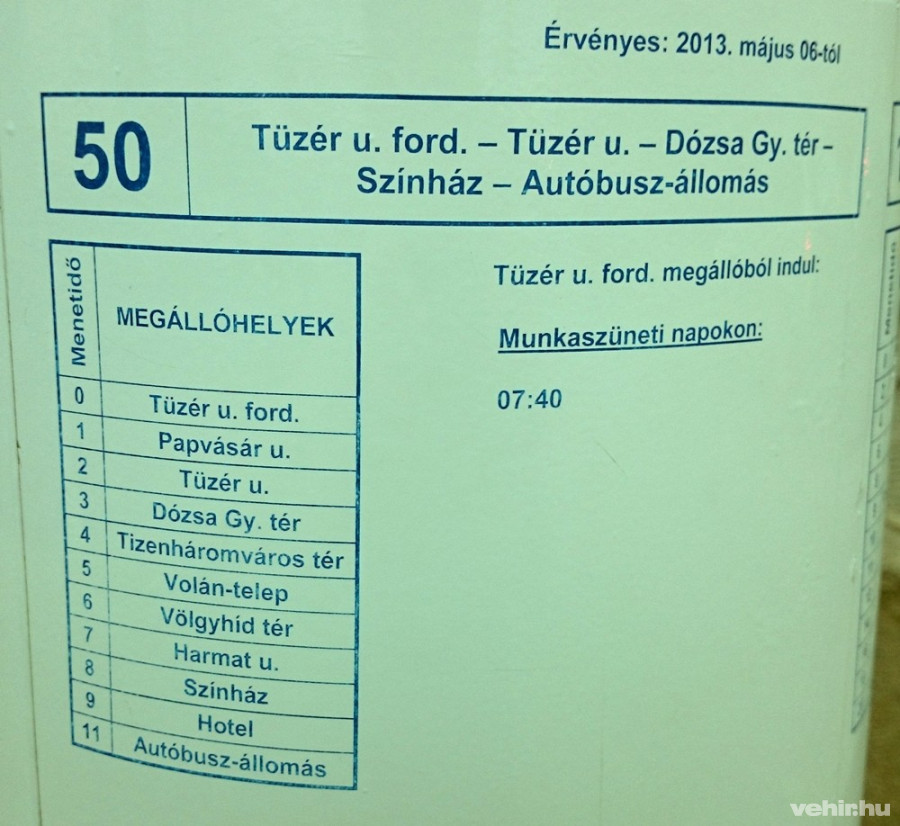 Érvényes: 2013. május 06-tól
50
Tüzér u. ford. – Tüzér u. – Dózsa Gy. tér –
Színház – Autóbusz-állomás
Menetidő
MEGÁLLÓHELYEK
0 Tüzér u. ford.
1 Papvásár u.
2 Tüzér u.
3 Dózsa Gy. tér
4 Tizenháromváros tér
5 Volán-telep
6 Völgyhíd tér
7 Harmat u.
8 Színház
9 Hotel
11 Autóbusz-állomás
Tüzér u. ford. megállóból indul:
Munkaszüneti napokon:
07:40
Menetidő
vehir.hu